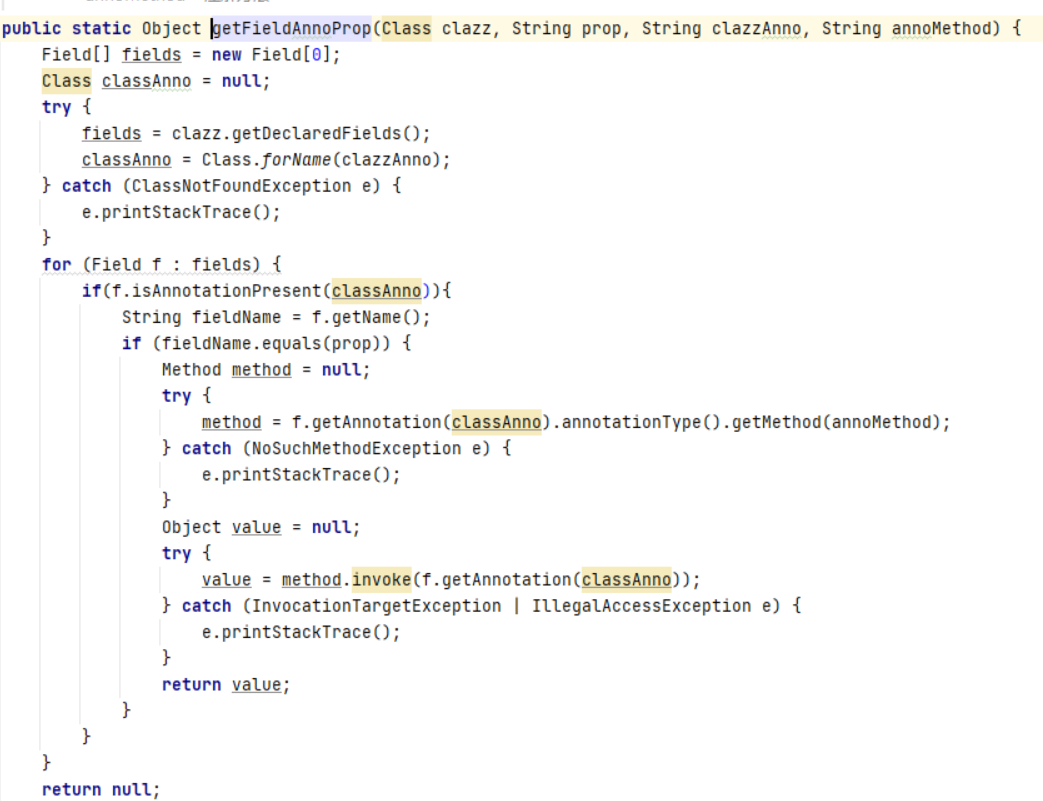 public static Object getFieldAnnoProp(Class clazz, String prop, String clazzAnno, String annoMethod) {
    Field[] fields = new Field[0];
    Class classAnno = null;
    try {
        fields = clazz.getDeclaredFields();
        classAnno = Class.forName(clazzAnno);
    } catch (ClassNotFoundException e) {
        e.printStackTrace();
    }
    for (Field f : fields) {
        if(f.isAnnotationPresent(classAnno)){
            String fieldName = f.getName();
            if (fieldName.equals(prop)) {
                Method method = null;
                try {
                    method = f.getAnnotation(classAnno).annotationType().getMethod(annoMethod);
                } catch (NoSuchMethodException e) {
                    e.printStackTrace();
                }
                Object value = null;
                try {
                    value = method.invoke(f.getAnnotation(classAnno));
                } catch (InvocationTargetException | IllegalAccessException e) {
                    e.printStackTrace();
                }
                return value;
            }
        }
    }
    return null;